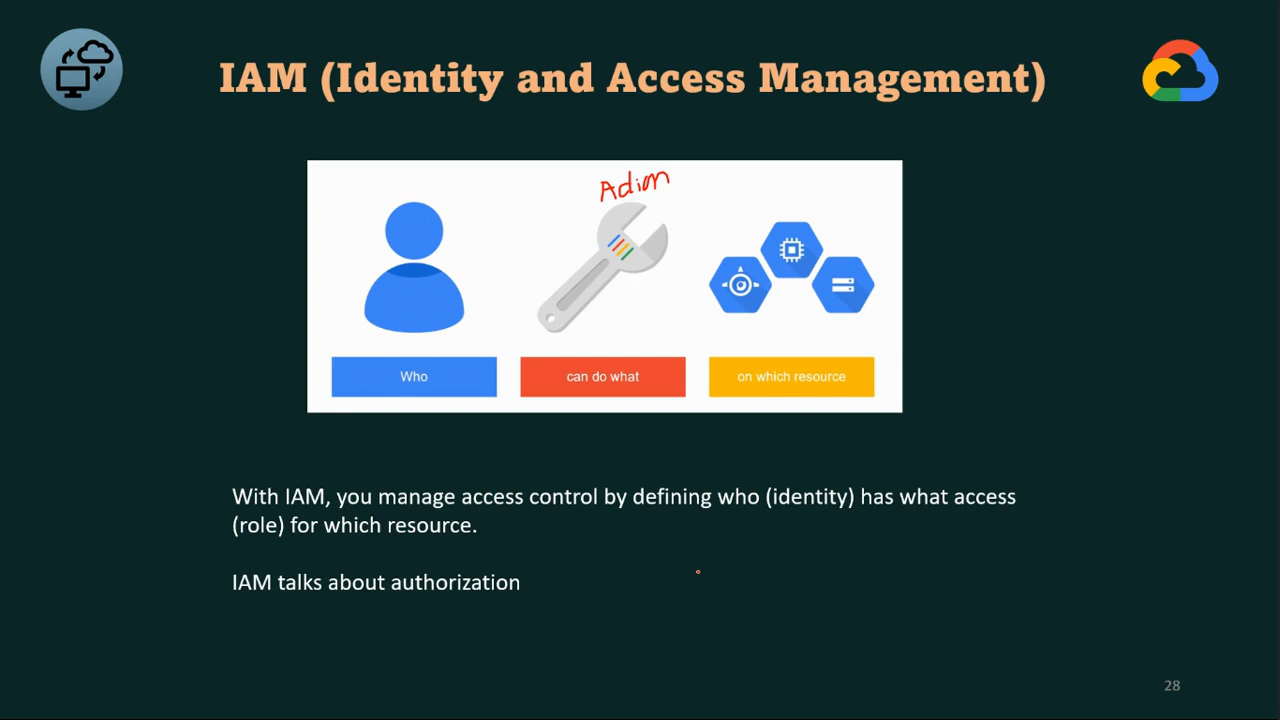 IAM (Identity and Access Management)
Adion
Who
can do what
on which resource
With IAM, you manage access control by defining who (identity) has what access
(role) for which resource.
IAM talks about authorization
28